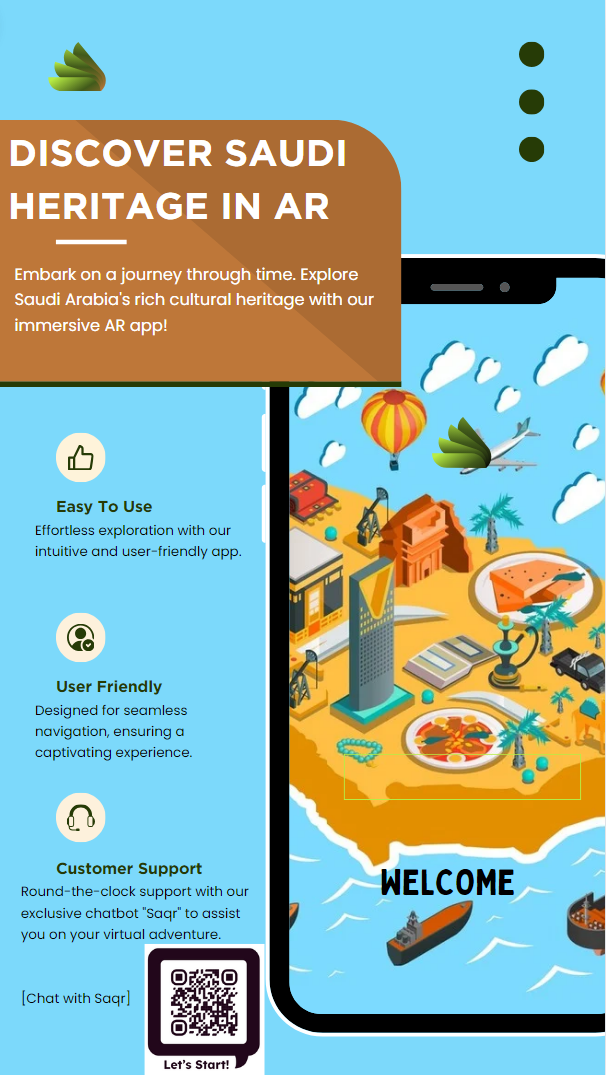 DISCOVER SAUDI
HERITAGE IN AR
Embark on a journey through time. Explore
Saudi Arabia's rich cultural heritage with our
immersive AR app!
Easy To Use
Effortless exploration with our
intuitive and user-friendly app.
User Friendly
Designed for seamless
navigation, ensuring a
captivating experience.
Customer Support
Round-the-clock support with our
exclusive chatbot "Saqr" to assist
you on your virtual adventure.
[Chat with Saqr]
Let's Start!
WELCOME